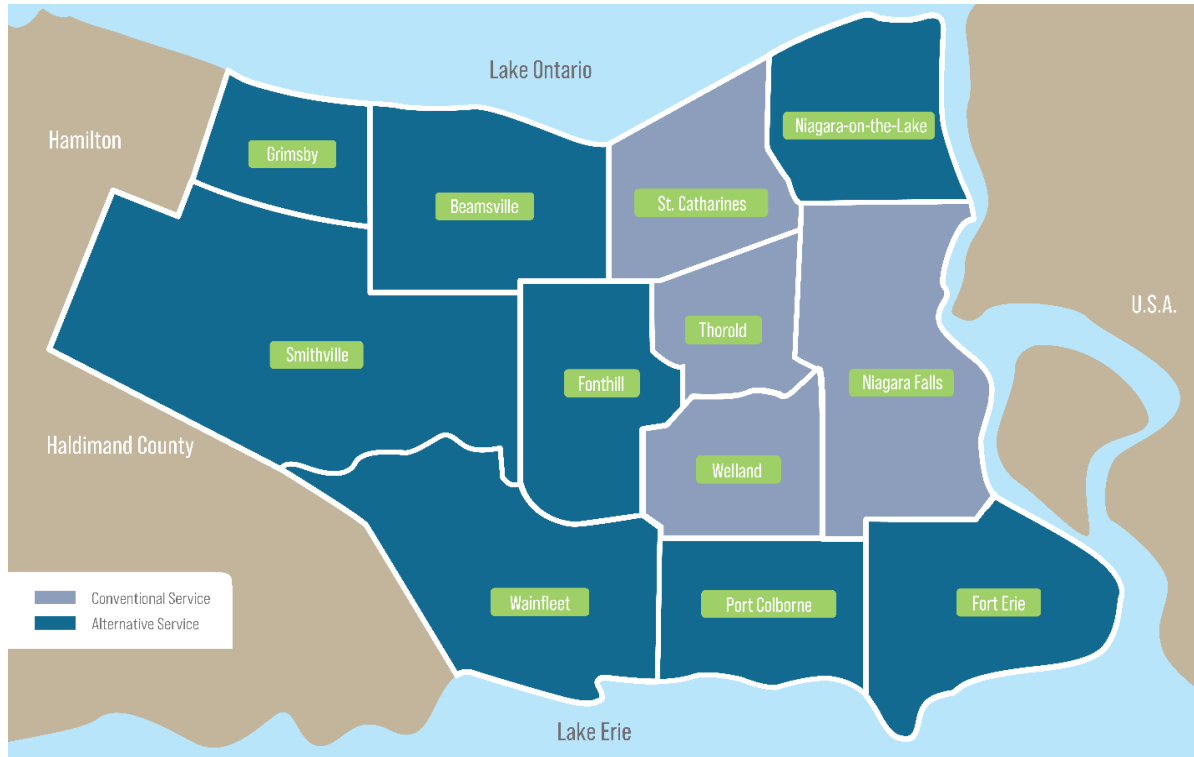 Lake Ontario
Hamilton
Grimsby
Niagara-on-the-Lake
Beamsville
St. Catharines
U.S.A.
Thorold
Smithville
Fonthill
Niagara Falls
Haldimand County
Welland
Conventional Service
Alternative Service
Wainfleet
Port Colborne
Fort Erie
Lake Erie